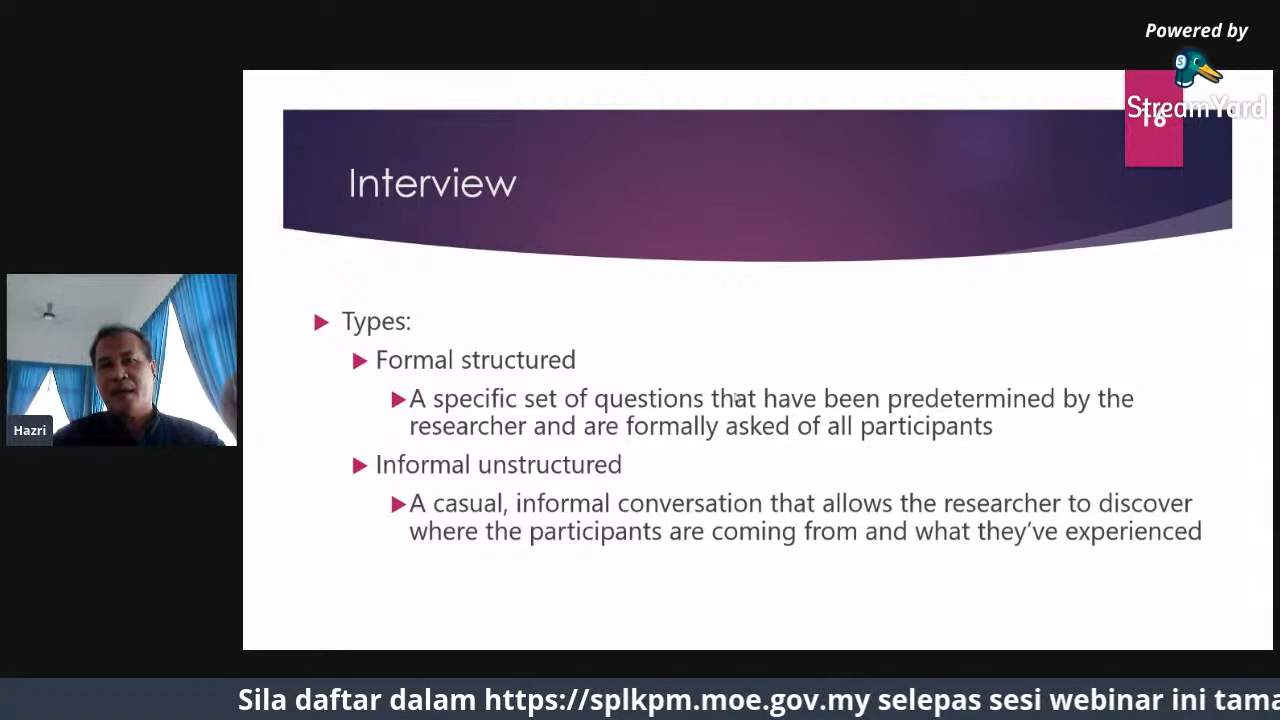 Powered by
StreamYard
16
Interview
Types:
Formal structured
A specific set of questions that have been predetermined by the
researcher and are formally asked of all participants
Informal unstructured
A casual, informal conversation that allows the researcher to discover
where the participants are coming from and what they've experienced
Hazri
Sila daftar dalam https://splkpm.moe.gov.my selepas sesi webinar ini tama